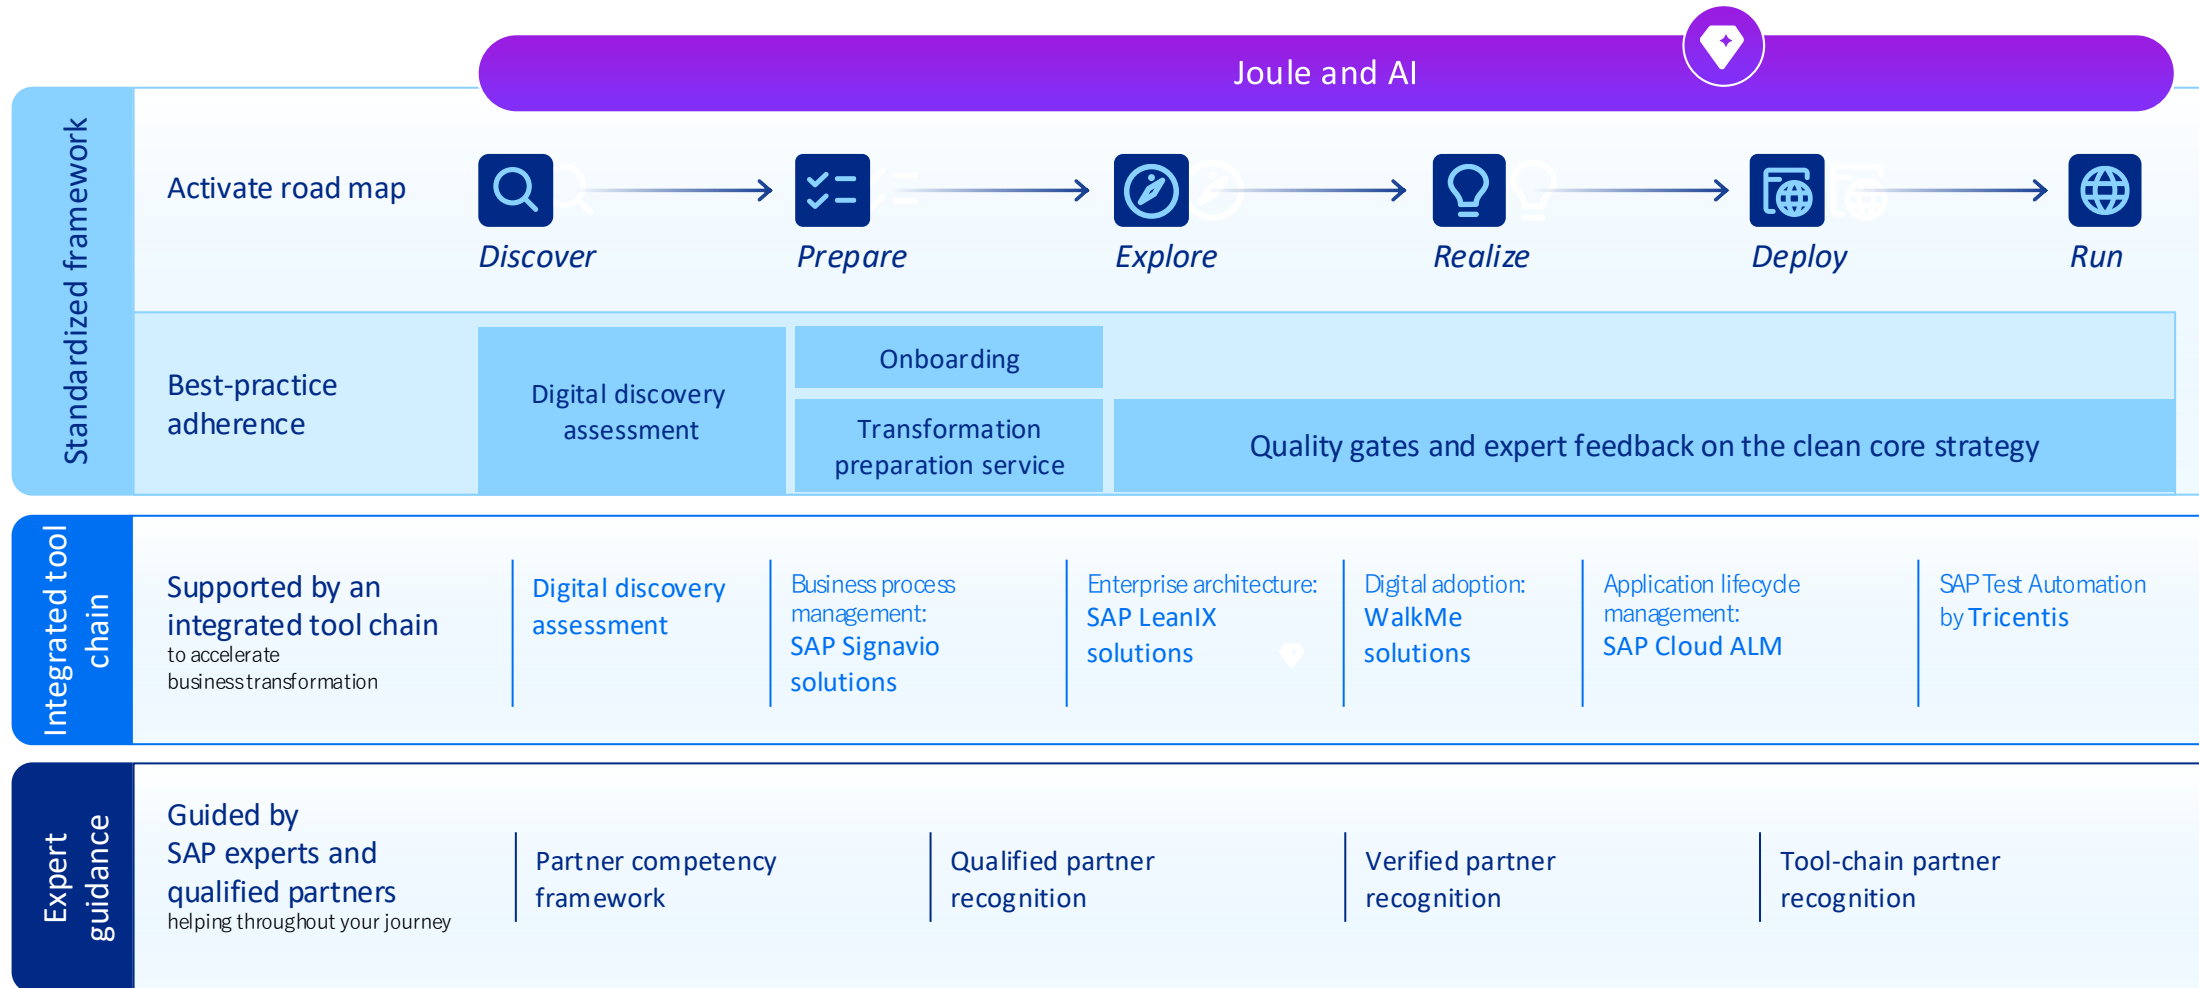 Joule and AI
Standardized framework
Activate road map
Discover
Prepare
Explore
Realize
Deploy
Run
Best-practice
adherence
Digital discovery
assessment
Onboarding
Transformation
preparation service
Quality gates and expert feedback on the clean core strategy
Integrated tool
chain
Supported by an
integrated tool chain
to accelerate
business transformation
Digital discovery
assessment
Business process
management:
SAP Signavio
solutions
Enterprise architecture:
SAP LeanIX
solutions
Digital adoption:
WalkMe
solutions
Application lifecycle
management:
SAP Cloud ALM
SAP Test Automation
by Tricentis
Expert
guidance
Guided by
SAP experts and
qualified partners
helping throughout your journey
Partner competency
framework
Qualified partner
recognition
Verified partner
recognition
Tool-chain partner
recognition